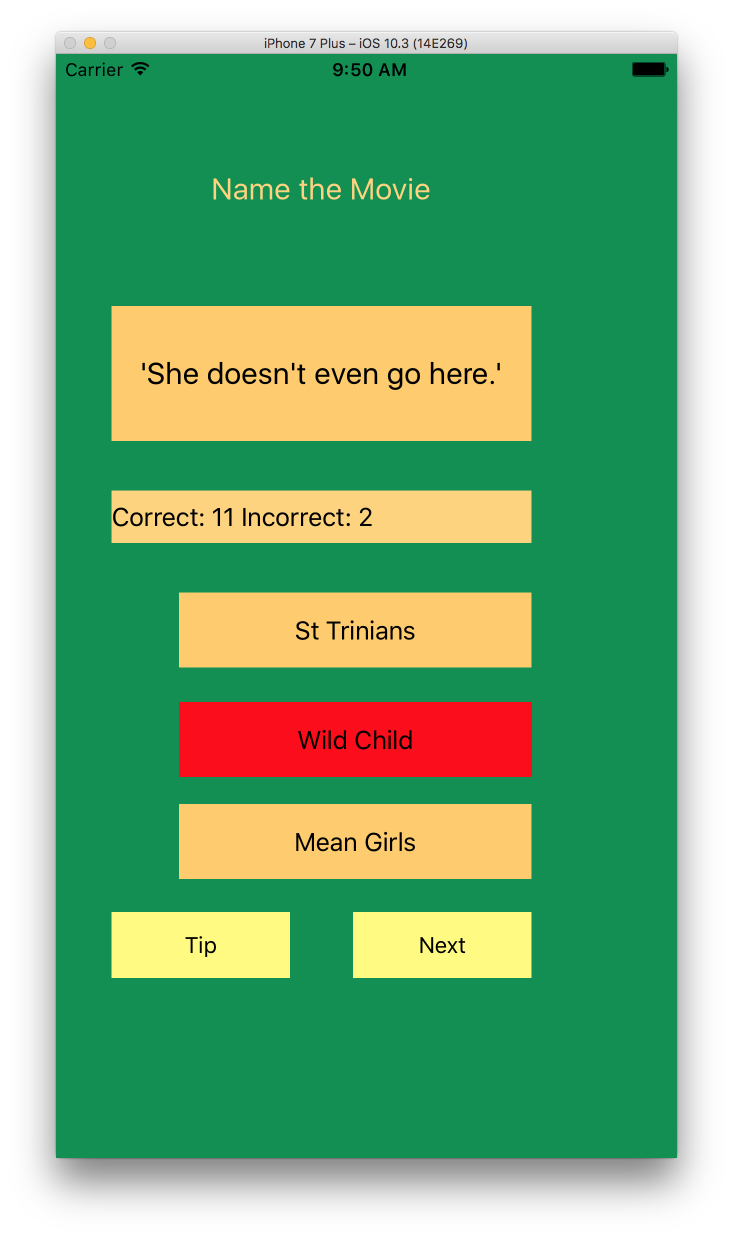 iPhone 7 Plus – iOS 10.3 (14E269)
Carrier 9:50 AM
Name the Movie
'She doesn't even go here.'
Correct: 11 Incorrect: 2
St Trinians
Wild Child
Mean Girls
Tip Next